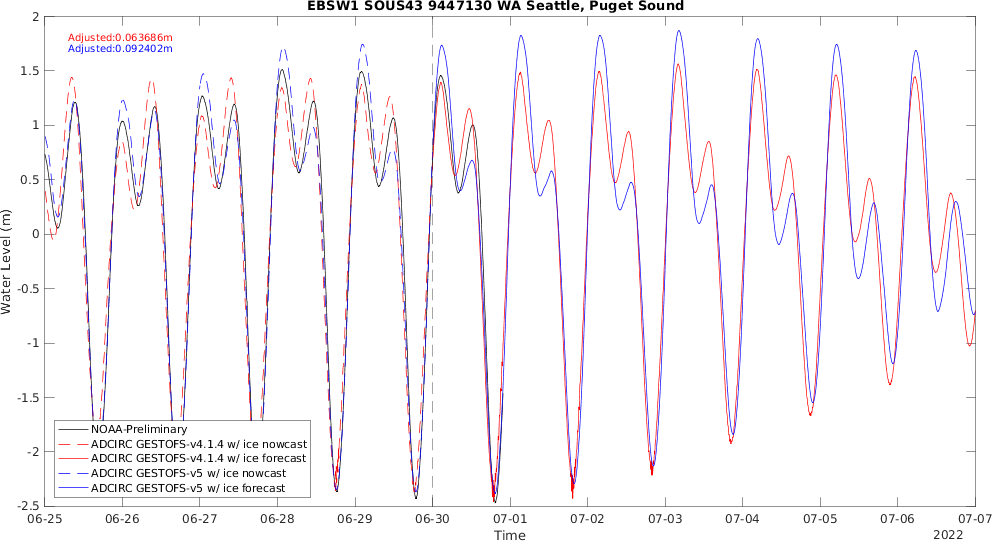 EBSW1 SOUS43 9447130 WA Seattle, Puget Sound
Adjusted:0.063686m
Adjusted:0.092402m
Water Level (m)
2
1.5
1
0.5
0
-0.5
-1
-1.5
-2
-2.5
NOAA-Preliminary
ADCIRC GESTOFS-v4.1.4 w/ ice nowcast
ADCIRC GESTOFS-v4.1.4 w/ ice forecast
ADCIRC GESTOFS-v5 w/ ice nowcast
ADCIRC GESTOFS-v5 w/ ice forecast
06-25 06-26 06-27 06-28 06-29 06-30 07-01 07-02 07-03 07-04 07-05 07-06 07-07
Time
2022